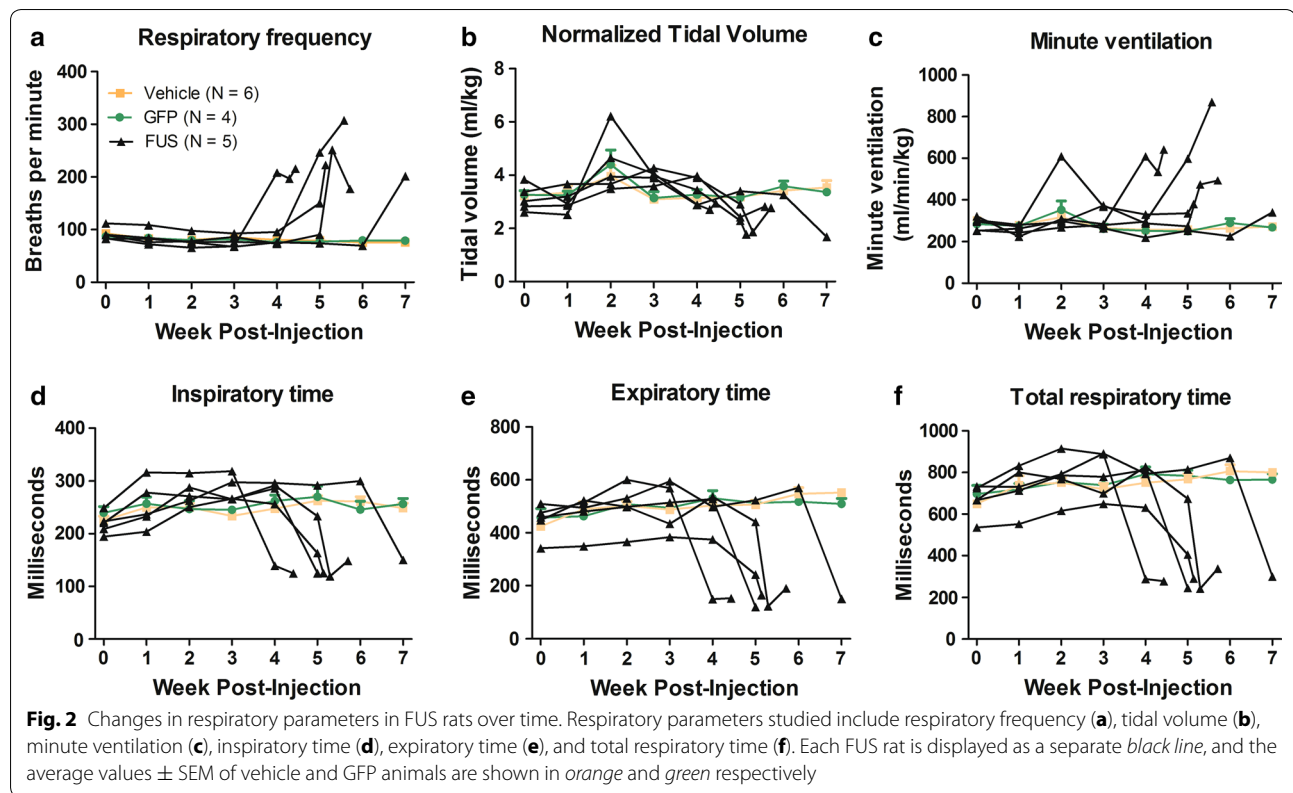 a Respiratory frequency
Breaths per minute
400
300
200
100
0
Vehicle (N = 6)
GFP (N = 4)
FUS (N = 5)
0 1 2 3 4 5 6 7
Week Post-Injection
b Normalized Tidal Volume
Tidal volume (ml/kg)
8
6
4
2
0
0 1 2 3 4 5 6 7
Week Post-Injection
c Minute ventilation
Minute ventilation
(ml/min/kg)
1000
800
600
400
200
0
0 1 2 3 4 5 6 7
Week Post-Injection
d Inspiratory time
Milliseconds
400
300
200
100
0
0 1 2 3 4 5 6 7
Week Post-Injection
e Expiratory time
Milliseconds
800
600
400
200
0
0 1 2 3 4 5 6 7
Week Post-Injection
f Total respiratory time
Milliseconds
1000
800
600
400
200
0
0 1 2 3 4 5 6 7
Week Post-Injection
Fig. 2 Changes in respiratory parameters in FUS rats over time. Respiratory parameters studied include respiratory frequency (a), tidal volume (b),
minute ventilation (c), inspiratory time (d), expiratory time (e), and total respiratory time (f). Each FUS rat is displayed as a separate black line, and the
average values ± SEM of vehicle and GFP animals are shown in orange and green respectively